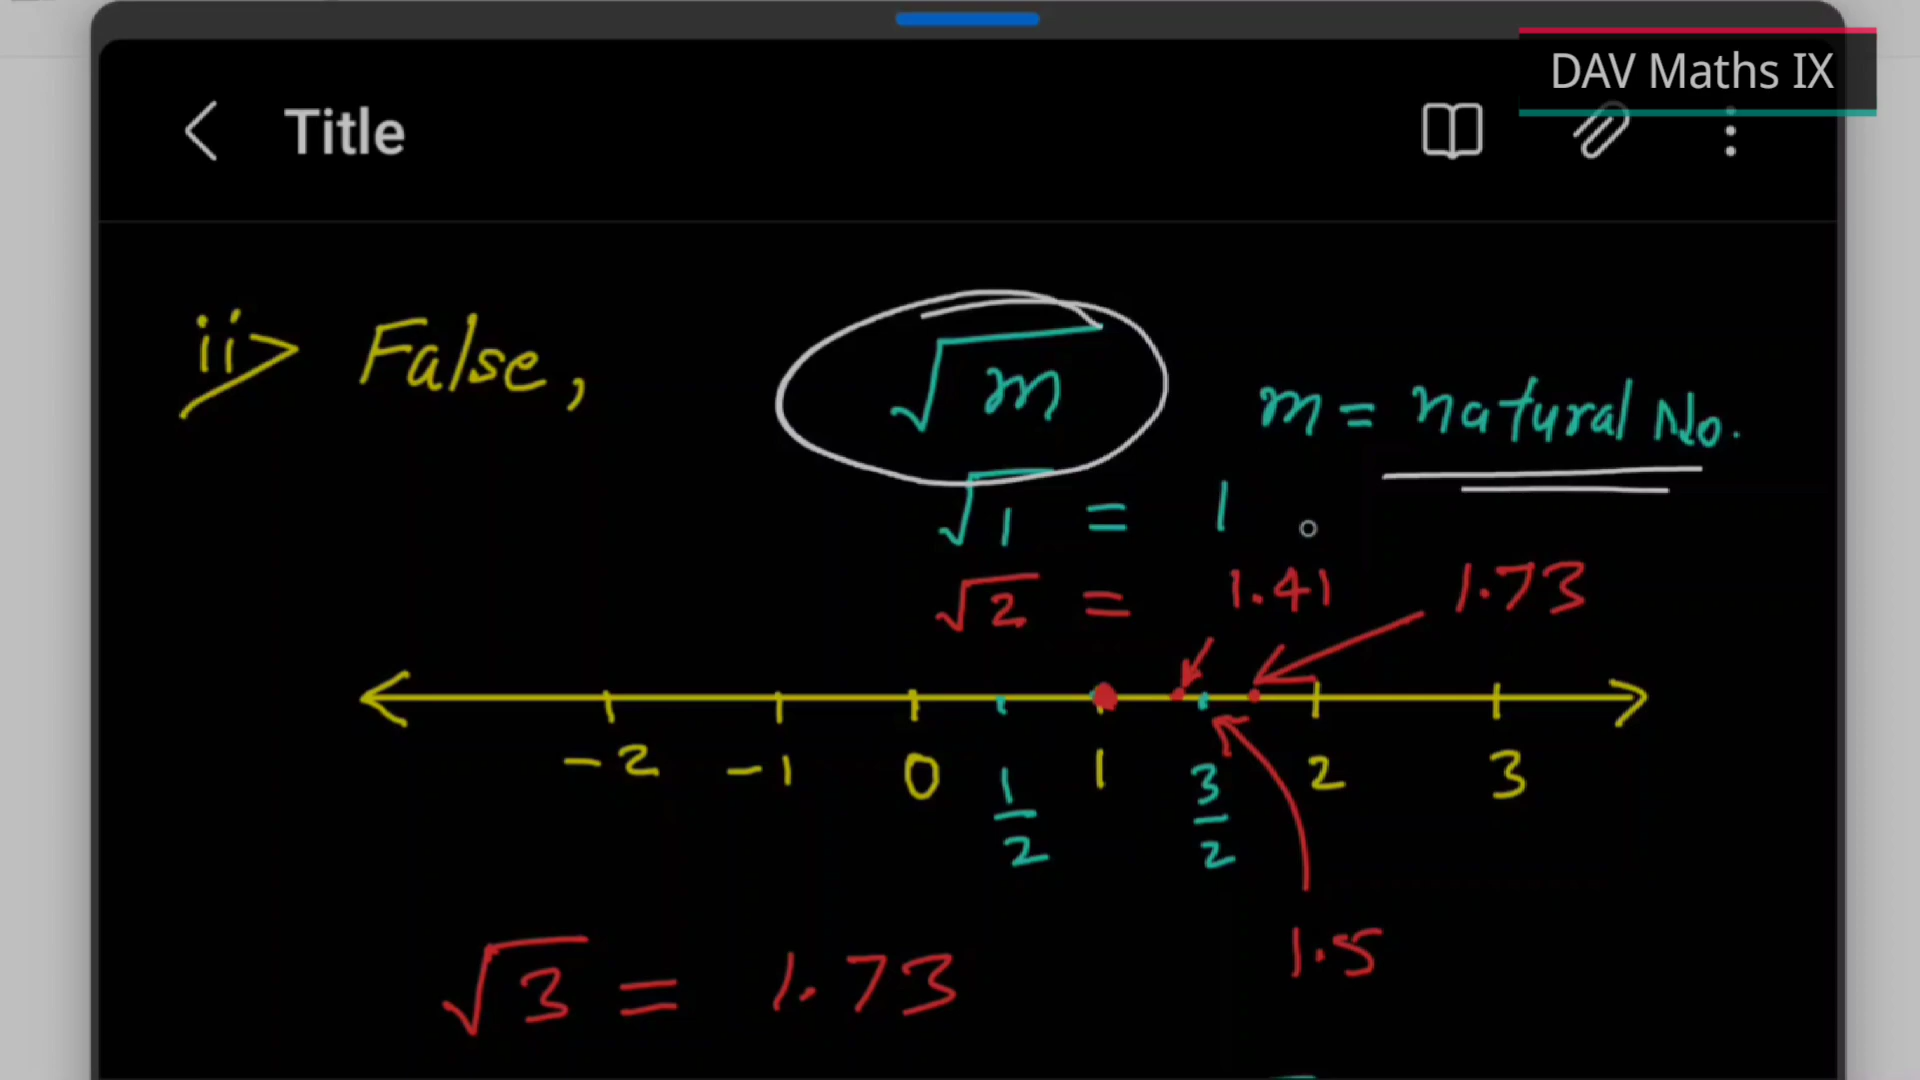 DAV Maths IX
Title
ii> False,
√m
m = natural No.
√1 = 1
√2 = 1.41
1.73
-2 -1 0 1/2 1 3/2 2 3
1.5
√3 = 1.73